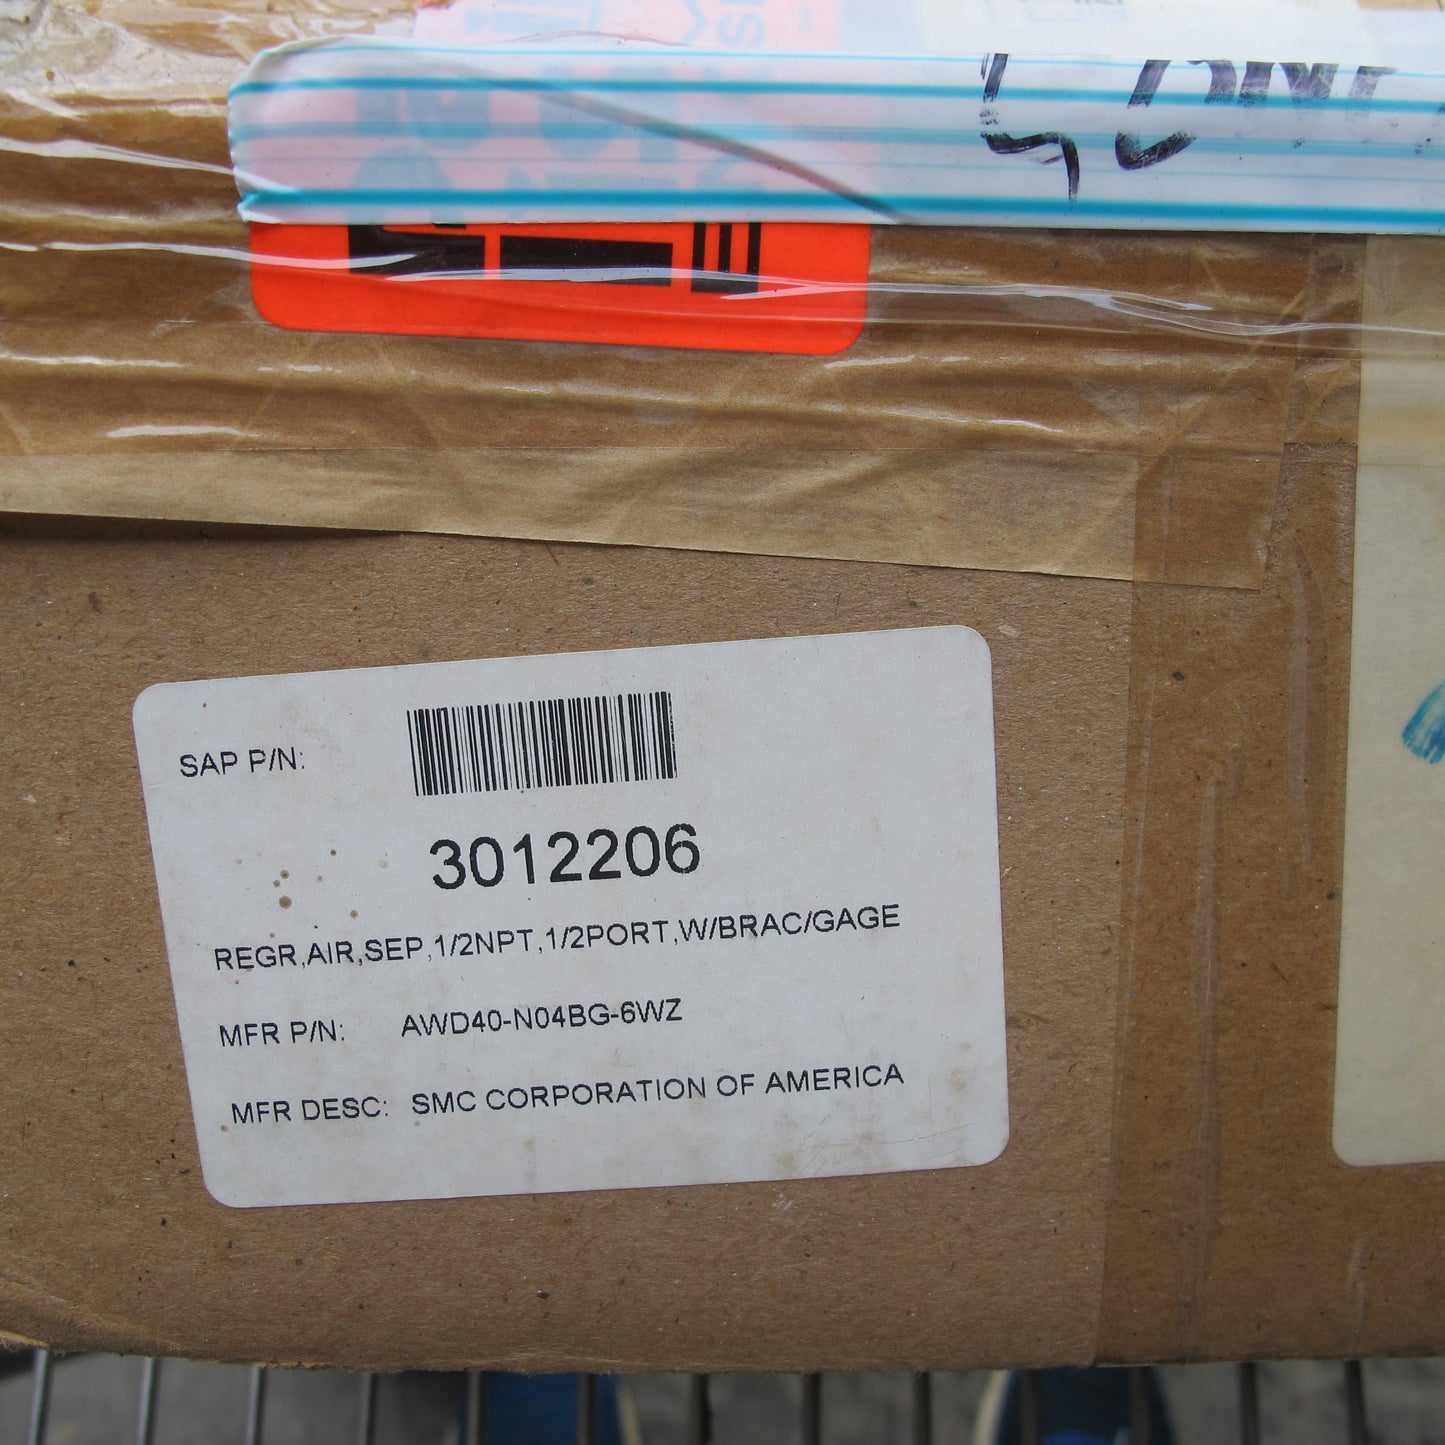 SAP P/N:
3012206
REGR,AIR,SEP,1/2NPT,1/2PORT,W/BRAC/GAGE
MFR P/N: AWD40-N04BG-6WZ
MFR DESC: SMC CORPORATION OF AMERICA